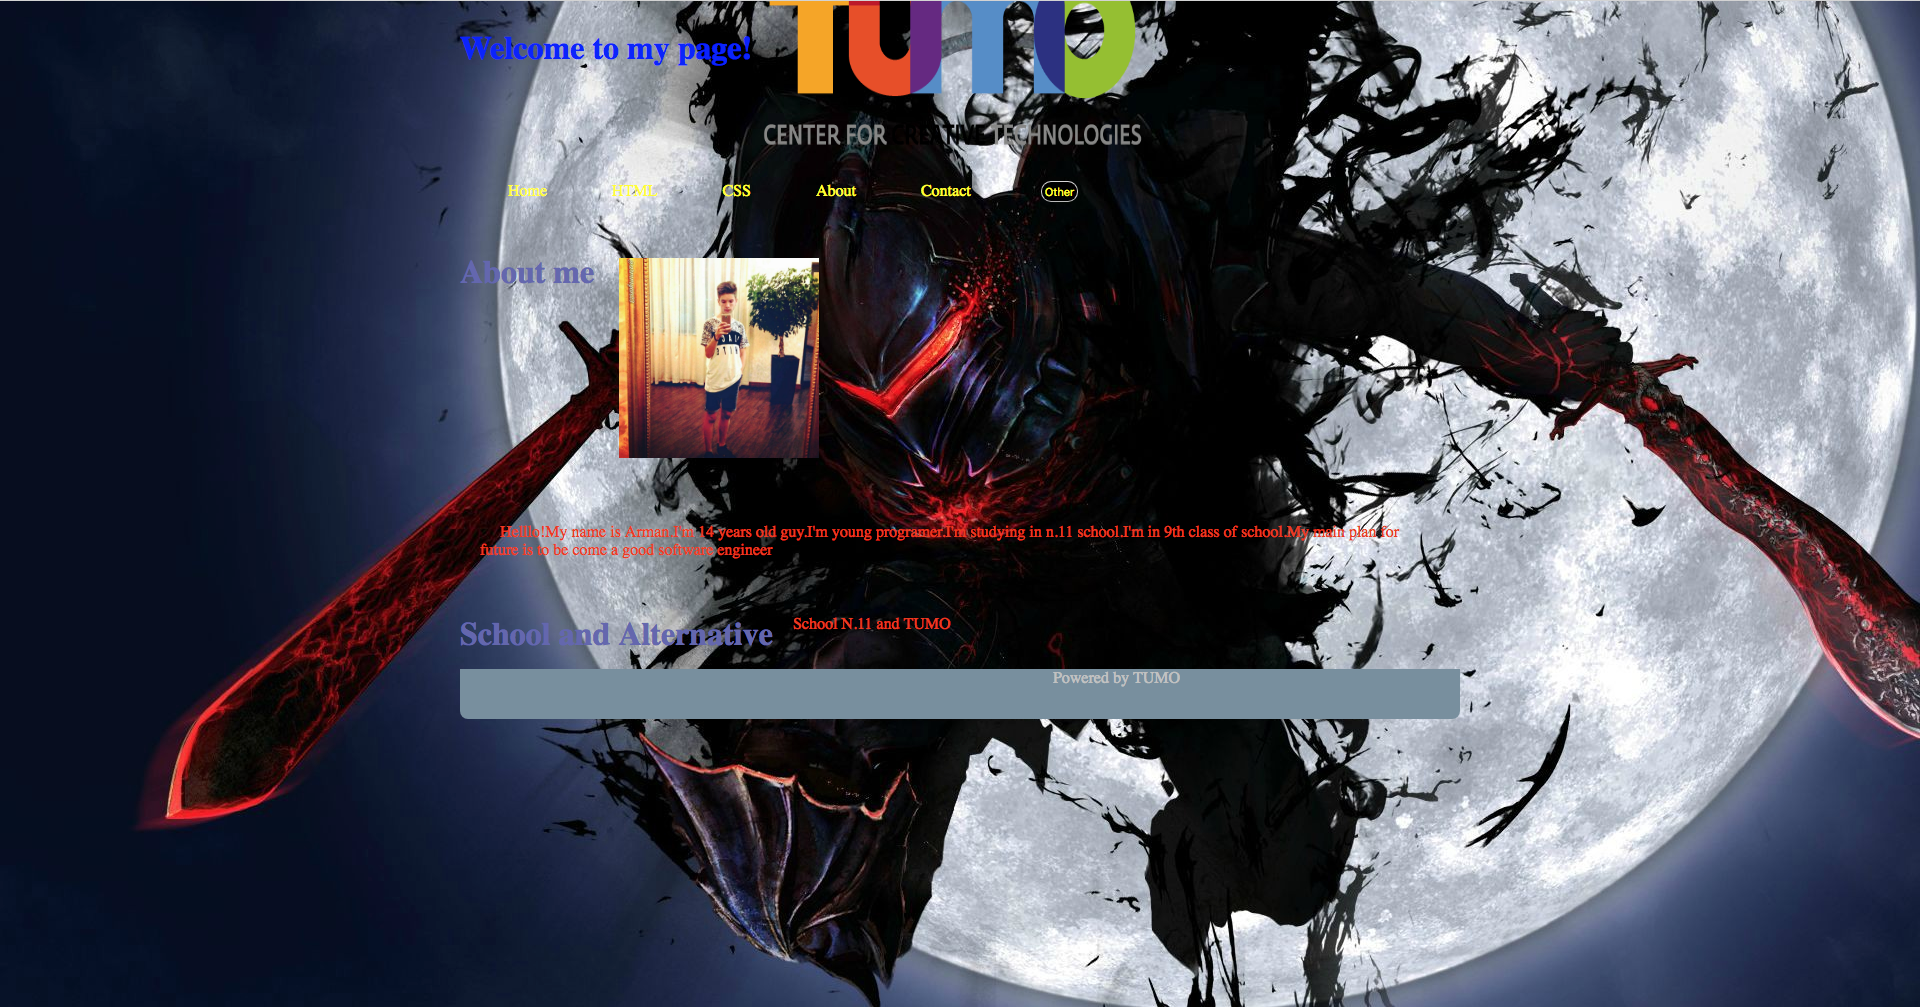 TUMO
Welcome to my page!
CENTER FOR CREATIVE TECHNOLOGIES
Home HTML CSS About Contact Other
About me
Helllo!My name is Arman.I'm 14 years old guy.I'm young programer.I'm studying in n.11 school.I'm in 9th class of school.My main plan for
future is to be come a good software engineer
School and Alternative School N.11 and TUMO
Powered by TUMO